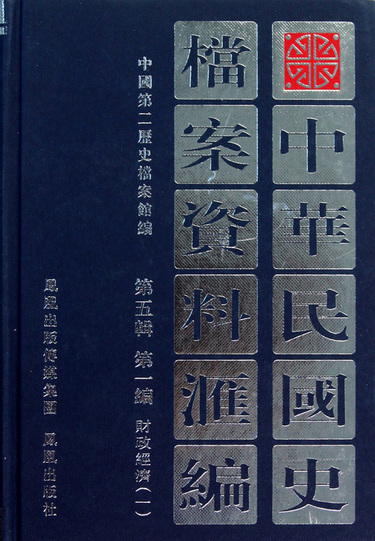 中華民國史
檔案資料滙編
中國第二歷史檔案館編
第五輯 第一編 財政經濟(一)
鳳凰出版傳媒集團 鳳凰出版社